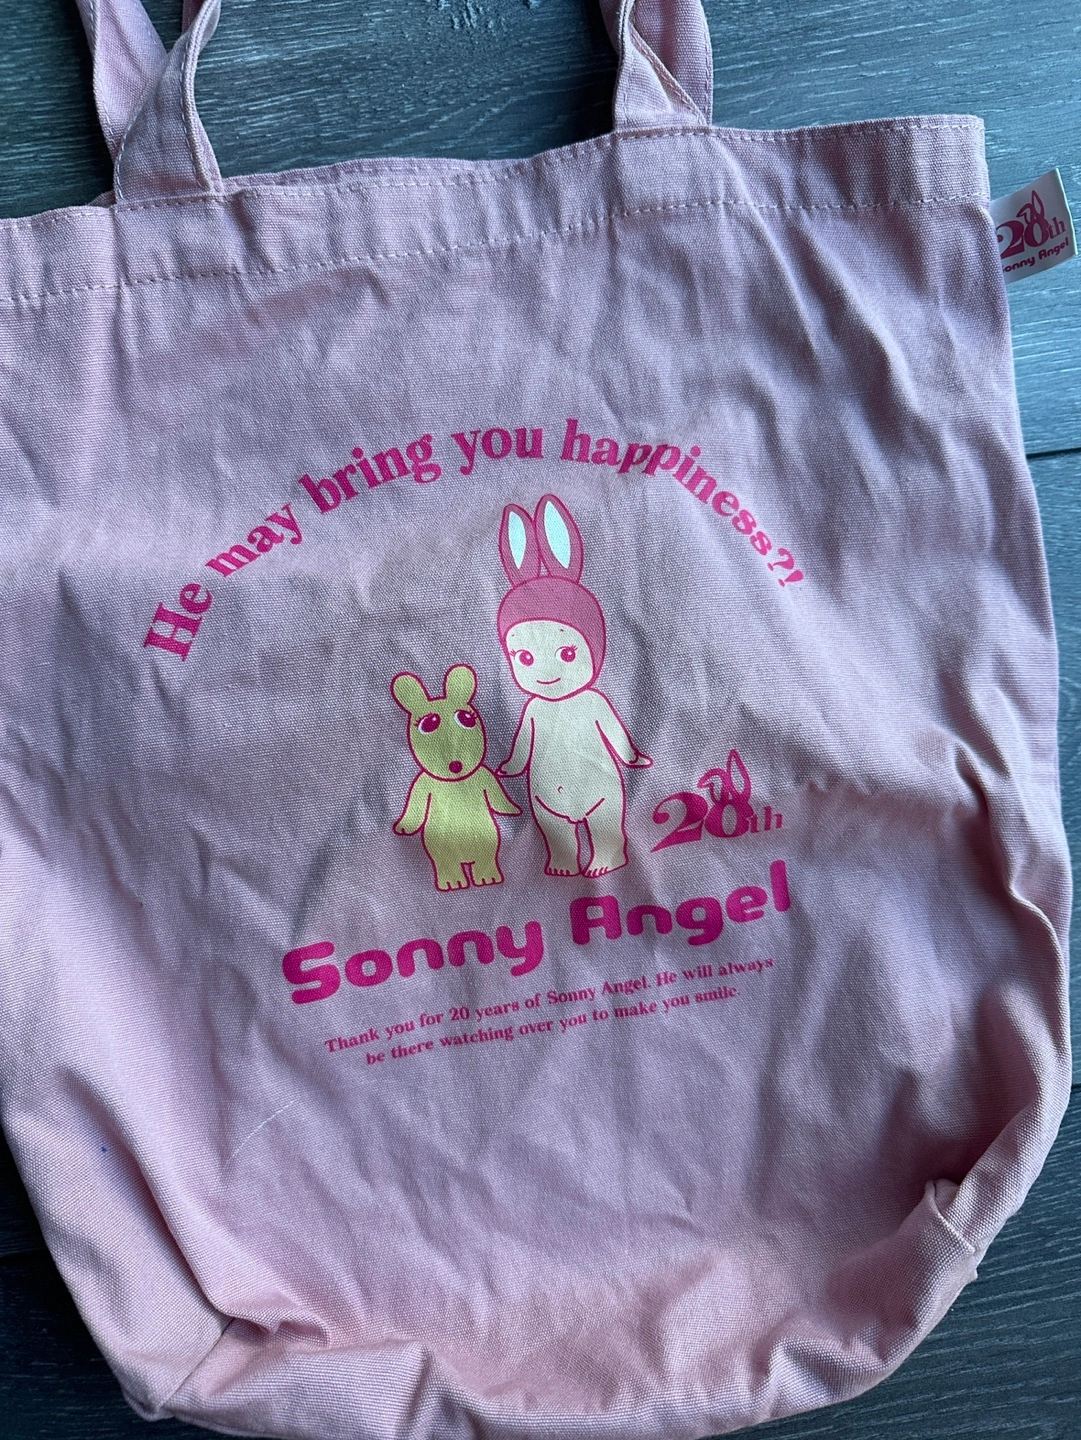 20th
Sonny Angel
He may bring you happiness?!
20th
Sonny Angel
Thank you for 20 years of Sonny Angel. He will always
be there watching over you to make you smile.